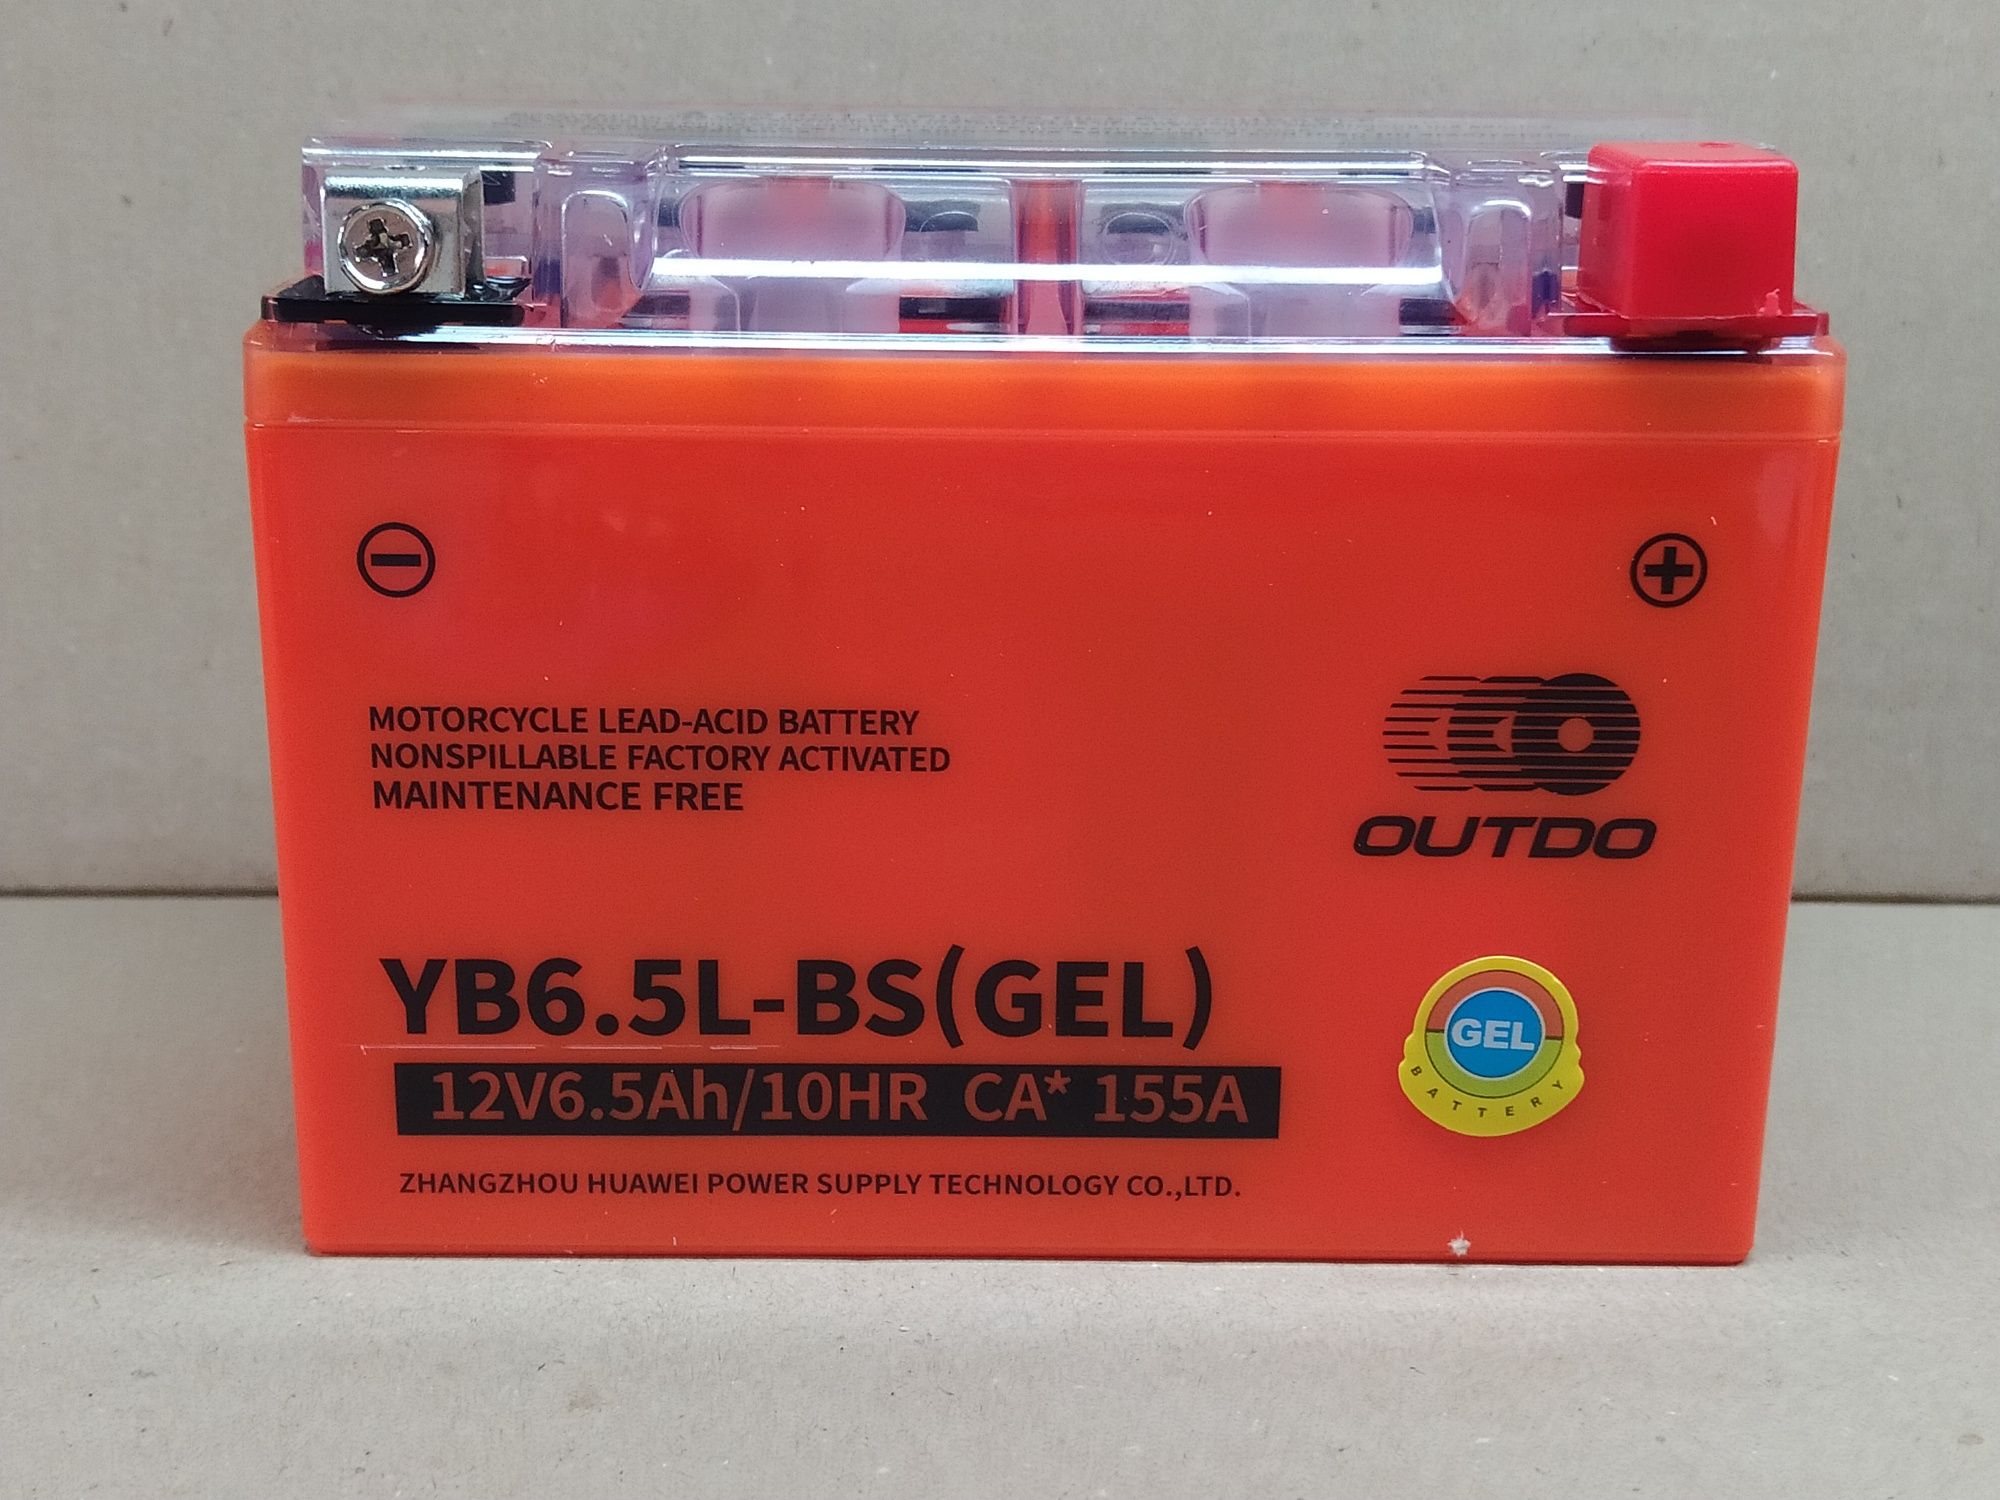 MOTORCYCLE LEAD-ACID BATTERY
NONSPILLABLE FACTORY ACTIVATED
MAINTENANCE FREE
OUTDO
YB6.5L-BS(GEL)
12V6.5Ah/10HR CA* 155A
ZHANGZHOU HUAWEI POWER SUPPLY TECHNOLOGY CO.,LTD.
GEL
BATTERY